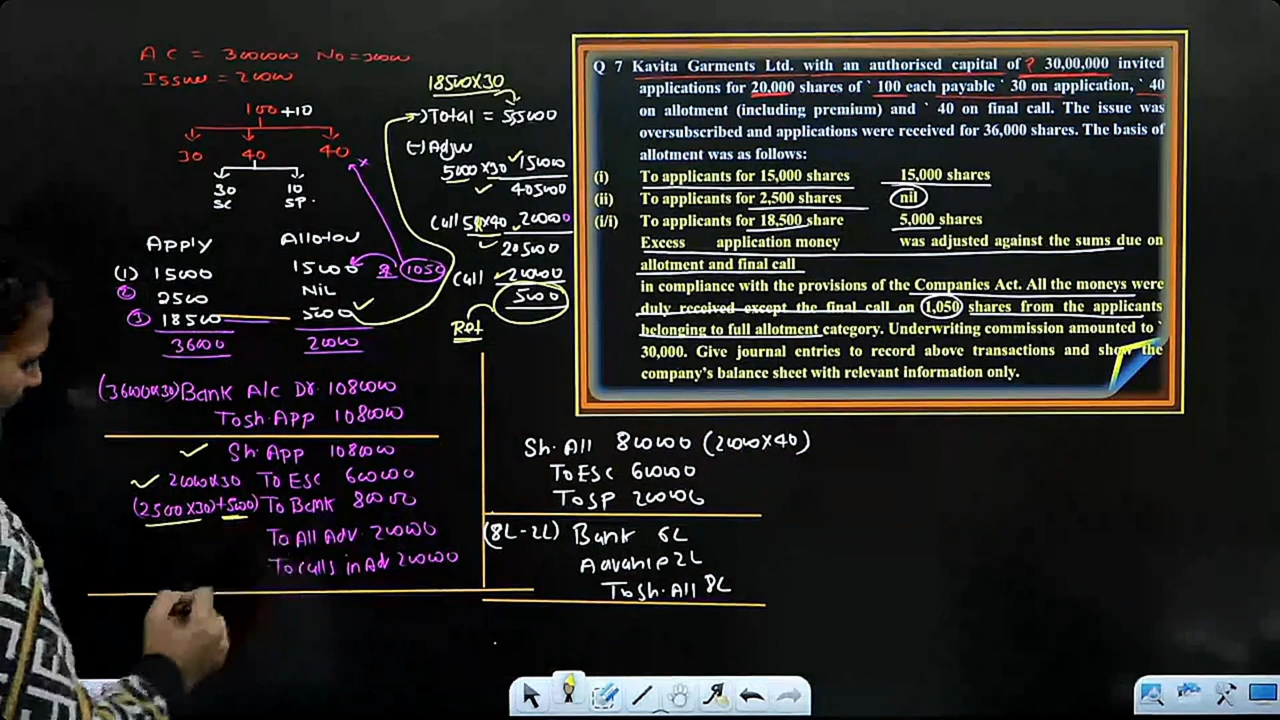 A C = 3000000 No = 30000
Issue = 20000
100 +10
30 40 40 x
30 10
SC SP.
Apply Allotou
(1) 15000 15000 2 1050
2 2500 NIL
3 18500 5000
36000 20000
18500 x 30
Total = 555000
(-) Adju
5000 x 30 150000
405000
Call 5000 x 40 200000
205000
Call 200000
5000
Ref
(36000x30) Bank A/c Dr. 1080000
To Sh. App 1080000
Sh. App 1080000
20000x30 To Esc 600000
(2500x30)+5000) To Bank 80000
To All Adv. 200000
To calls in Adv 200000
Q 7 Kavita Garments Ltd. with an authorised capital of ? 30,00,000 invited
applications for 20,000 shares of ` 100 each payable ` 30 on application, ` 40
on allotment (including premium) and ` 40 on final call. The issue was
oversubscribed and applications were received for 36,000 shares. The basis of
allotment was as follows:
(i) To applicants for 15,000 shares 15,000 shares
(ii) To applicants for 2,500 shares nil
(i/i) To applicants for 18,500 share 5,000 shares
Excess application money was adjusted against the sums due on
allotment and final call
in compliance with the provisions of the Companies Act. All the moneys were
duly received except the final call on 1,050 shares from the applicants
belonging to full allotment category. Underwriting commission amounted to `
30,000. Give journal entries to record above transactions and show the
company's balance sheet with relevant information only.
Sh. All 800000 (20000x40)
To Esc 600000
To SP 200000
(8L-2L) Bank 6L
Advance 2L
To Sh. All 8L